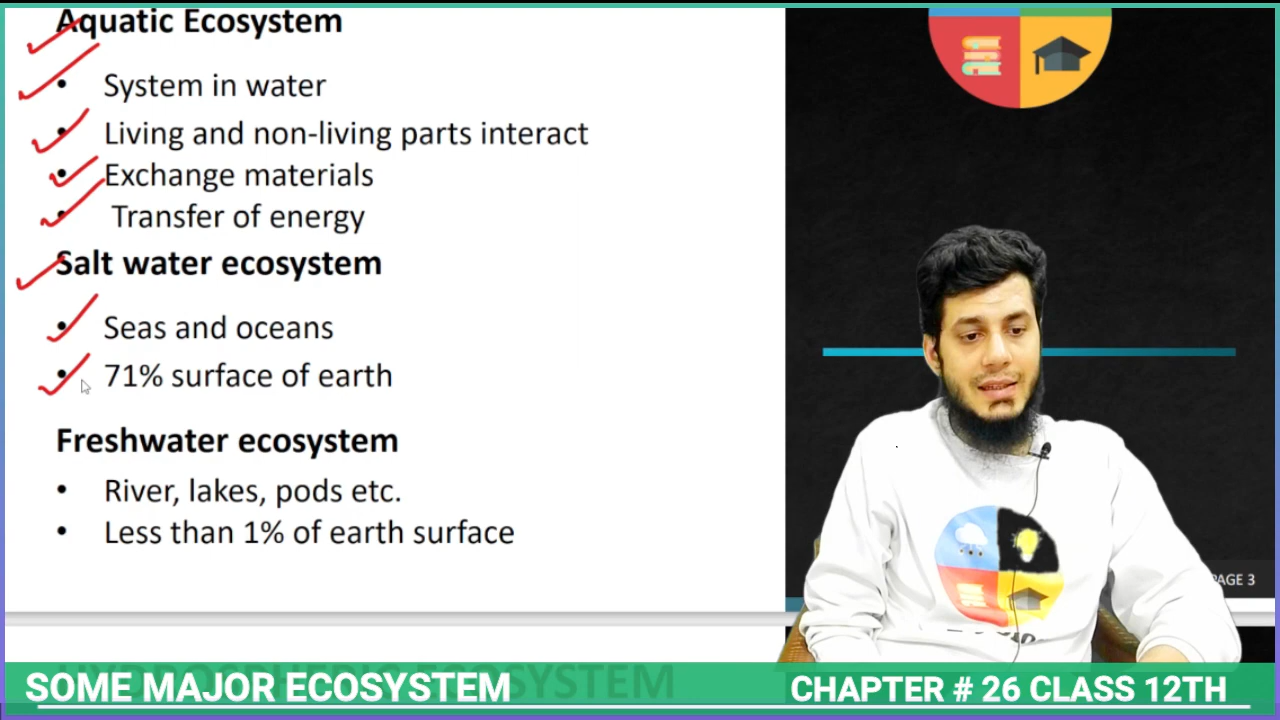 Aquatic Ecosystem
• System in water
• Living and non-living parts interact
• Exchange materials
• Transfer of energy
Salt water ecosystem
• Seas and oceans
• 71% surface of earth
Freshwater ecosystem
• River, lakes, pods etc.
• Less than 1% of earth surface
PAGE 3
HYDROSPHERIC ECOSYSTEM
SOME MAJOR ECOSYSTEM
CHAPTER # 26 CLASS 12TH